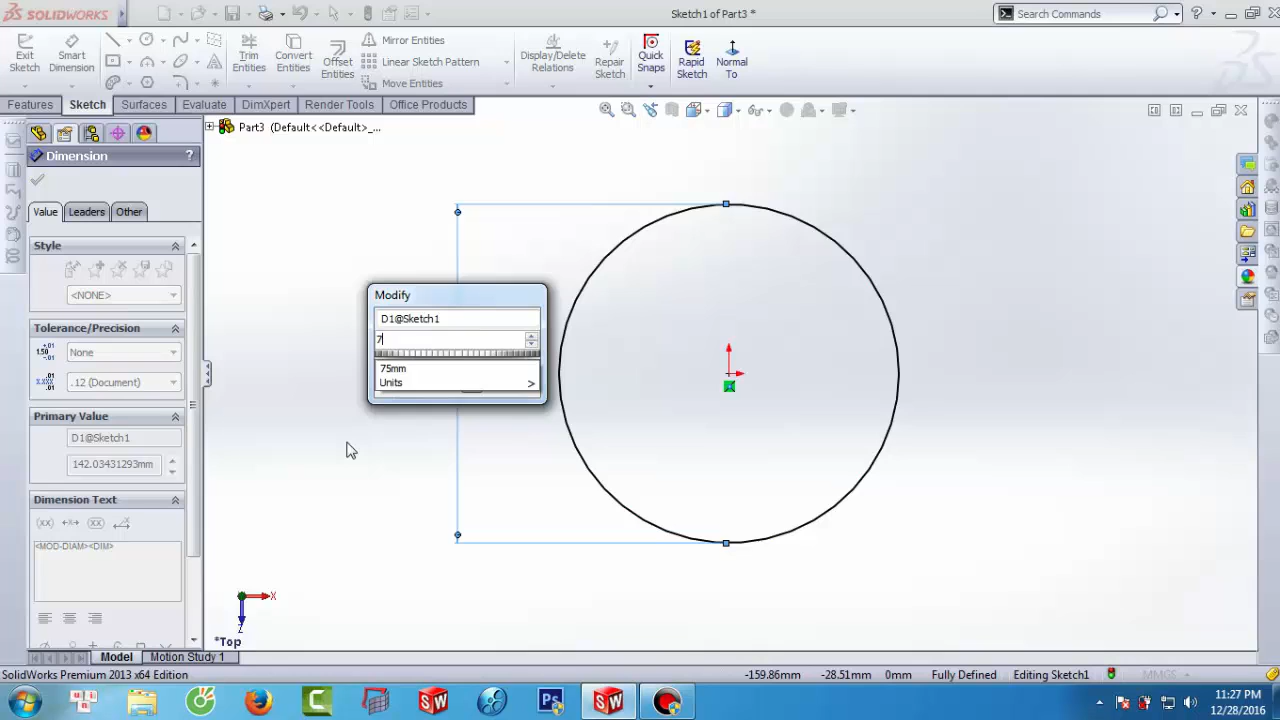 SOLIDWORKS
Sketch1 of Part3 *
Search Commands
Exit Sketch
Smart Dimension
Trim Entities
Convert Entities
Offset Entities
Mirror Entities
Linear Sketch Pattern
Move Entities
Display/Delete Relations
Repair Sketch
Quick Snaps
Rapid Sketch
Normal To
Features
Sketch
Surfaces
Evaluate
DimXpert
Render Tools
Office Products
Part3 (Default<<Default>_...
Dimension
?
Value
Leaders
Other
Style
<NONE>
Tolerance/Precision
None
.12 (Document)
Primary Value
D1@Sketch1
142.03431293mm
Dimension Text
<MOD-DIAM><DIM>
Modify
D1@Sketch1
7
75mm
Units >
X
Z
*Top
Model
Motion Study 1
SolidWorks Premium 2013 x64 Edition
-159.86mm
-28.51mm
0mm
Fully Defined
Editing Sketch1
MMGS
11:27 PM
12/28/2016